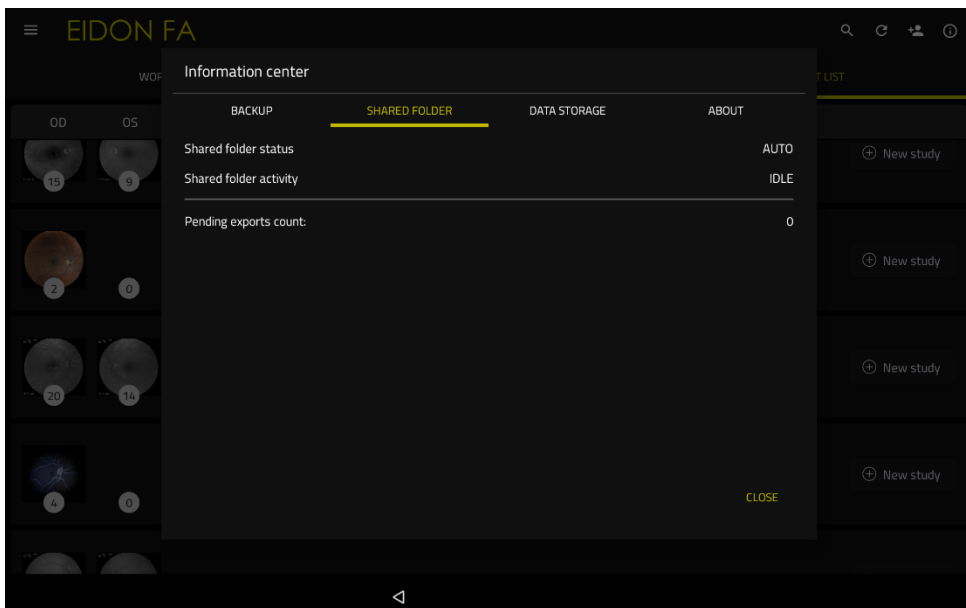 EIDON FA
WOR
T LIST
Information center
BACKUP SHARED FOLDER DATA STORAGE ABOUT
OD OS
Shared folder status AUTO
15 9 New study
Shared folder activity IDLE
Pending exports count: 0
2 0 New study
20 14 New study
4 0 New study
CLOSE